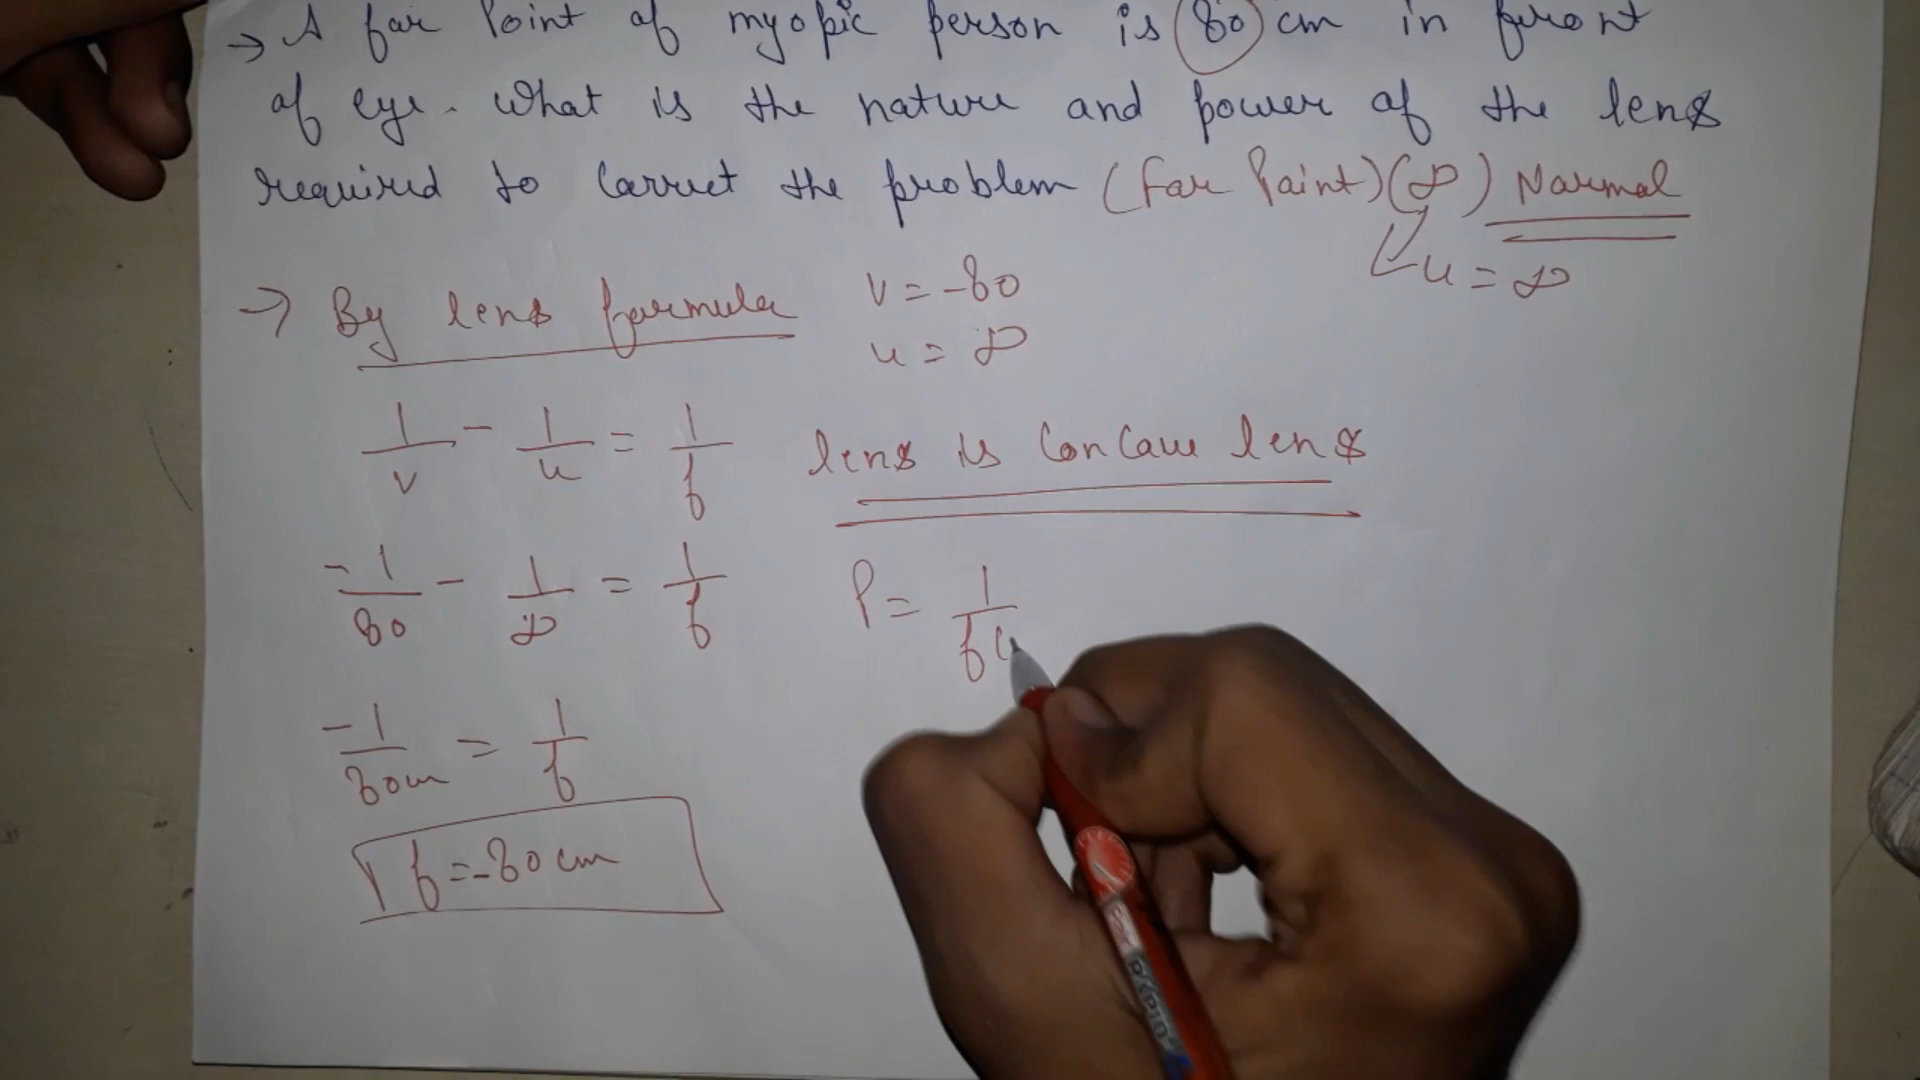 → A far Point of myopic person is 80 cm in front
of eye. What is the nature and power of the lens
required to correct the problem (Far Point) (∞) Normal
u = ∞
→ By lens formula
v = -80
u = ∞
1/v - 1/u = 1/f
lens is Concave lens
-1/80 - 1/∞ = 1/f
P = 1/f(
-1/80cm = 1/f
f = -80 cm